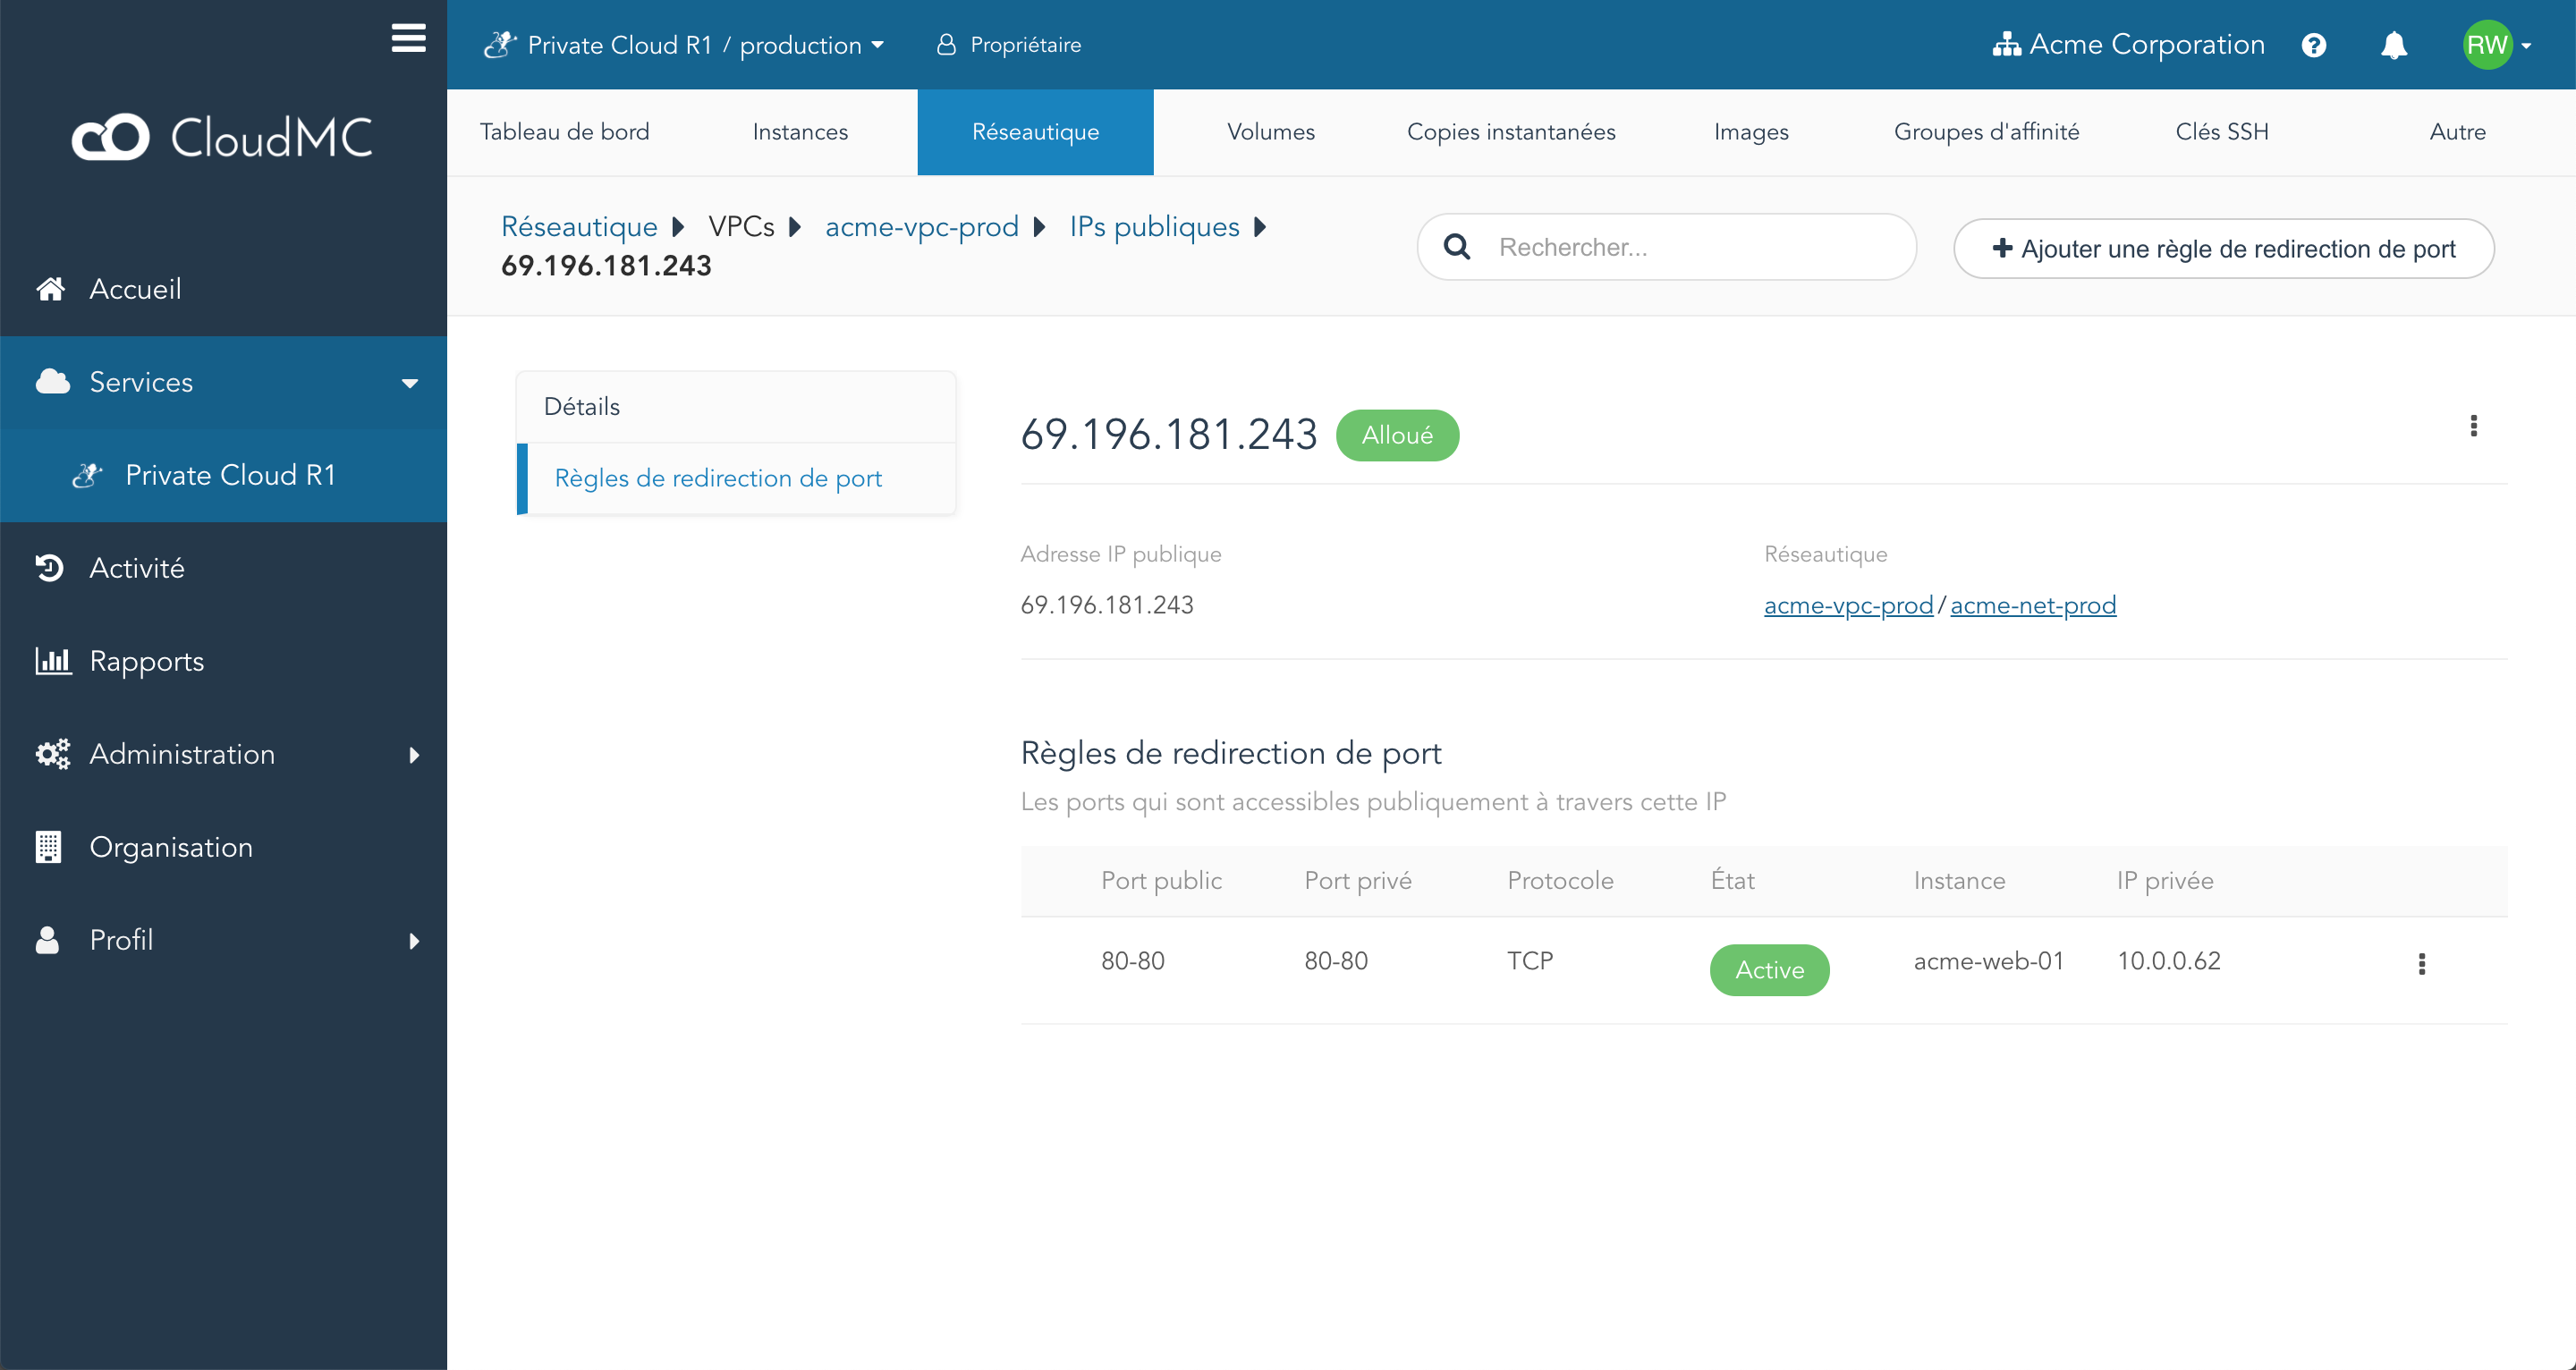 Private Cloud R1 / production
Propriétaire
Acme Corporation
RW
CloudMC
Accueil
Services
Private Cloud R1
Activité
Rapports
Administration
Organisation
Profil
Tableau de bord
Instances
Réseautique
Volumes
Copies instantanées
Images
Groupes d'affinité
Clés SSH
Autre
Réseautique VPCs acme-vpc-prod IPs publiques
69.196.181.243
Rechercher...
Ajouter une règle de redirection de port
Détails
Règles de redirection de port
69.196.181.243 Alloué
Adresse IP publique
69.196.181.243
Réseautique
acme-vpc-prod/acme-net-prod
Règles de redirection de port
Les ports qui sont accessibles publiquement à travers cette IP
Port public Port privé Protocole État Instance IP privée
80-80 80-80 TCP Active acme-web-01 10.0.0.62